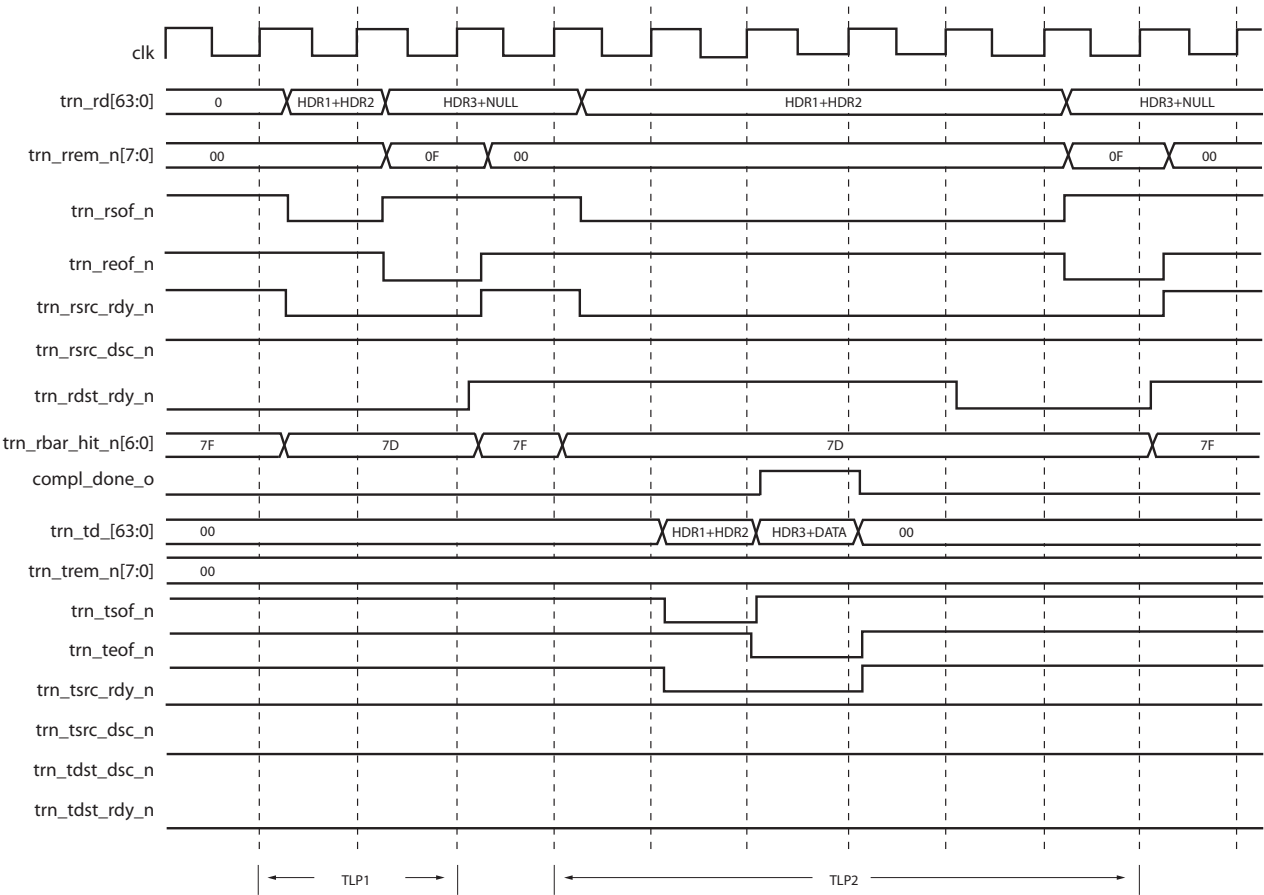 clk
trn_rd[63:0] 0 HDR1+HDR2 HDR3+NULL HDR1+HDR2 HDR3+NULL
trn_rrem_n[7:0] 00 0F 00 0F 00
trn_rsof_n
trn_reof_n
trn_rsrc_rdy_n
trn_rsrc_dsc_n
trn_rdst_rdy_n
trn_rbar_hit_n[6:0] 7F 7D 7F 7D 7F
compl_done_o
trn_td_[63:0] 00 HDR1+HDR2 HDR3+DATA 00
trn_trem_n[7:0] 00
trn_tsof_n
trn_teof_n
trn_tsrc_rdy_n
trn_tsrc_dsc_n
trn_tdst_dsc_n
trn_tdst_rdy_n
TLP1 TLP2